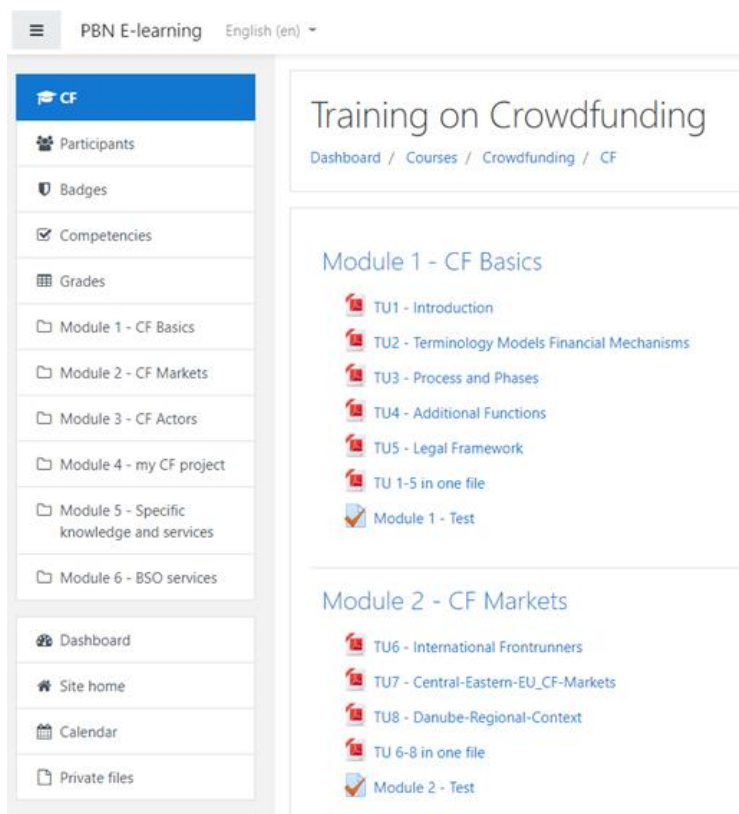 PBN E-learning English (en)
CF
Participants
Badges
Competencies
Grades
Module 1 - CF Basics
Module 2 - CF Markets
Module 3 - CF Actors
Module 4 - my CF project
Module 5 - Specific
knowledge and services
Module 6 - BSO services
Dashboard
Site home
Calendar
Private files
Training on Crowdfunding
Dashboard / Courses / Crowdfunding / CF
Module 1 - CF Basics
TU1 - Introduction
TU2 - Terminology Models Financial Mechanisms
TU3 - Process and Phases
TU4 - Additional Functions
TU5 - Legal Framework
TU 1-5 in one file
Module 1 - Test
Module 2 - CF Markets
TU6 - International Frontrunners
TU7 - Central-Eastern-EU_CF-Markets
TU8 - Danube-Regional-Context
TU 6-8 in one file
Module 2 - Test